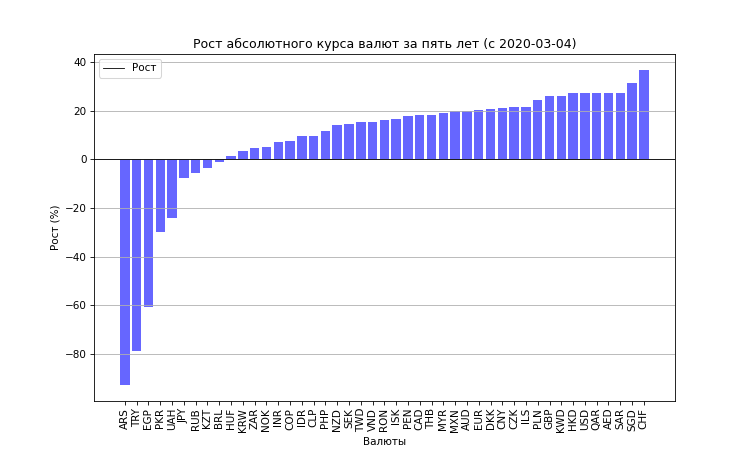 Рост абсолютного курса валют за пять лет (с 2020-03-04)
Рост
40
20
0
−20
−40
−60
−80
Рост (%)
ARS TRY EGP PKR UAH JPY RUB KZT BRL HUF KRW ZAR NOK INR COP IDR CLP PHP NZD SEK TWD VND RON ISK PEN CAD THB MYR MXN AUD EUR DKK CNY CZK ILS PLN GBP KWD HKD USD QAR AED SAR SGD CHF
Валюты